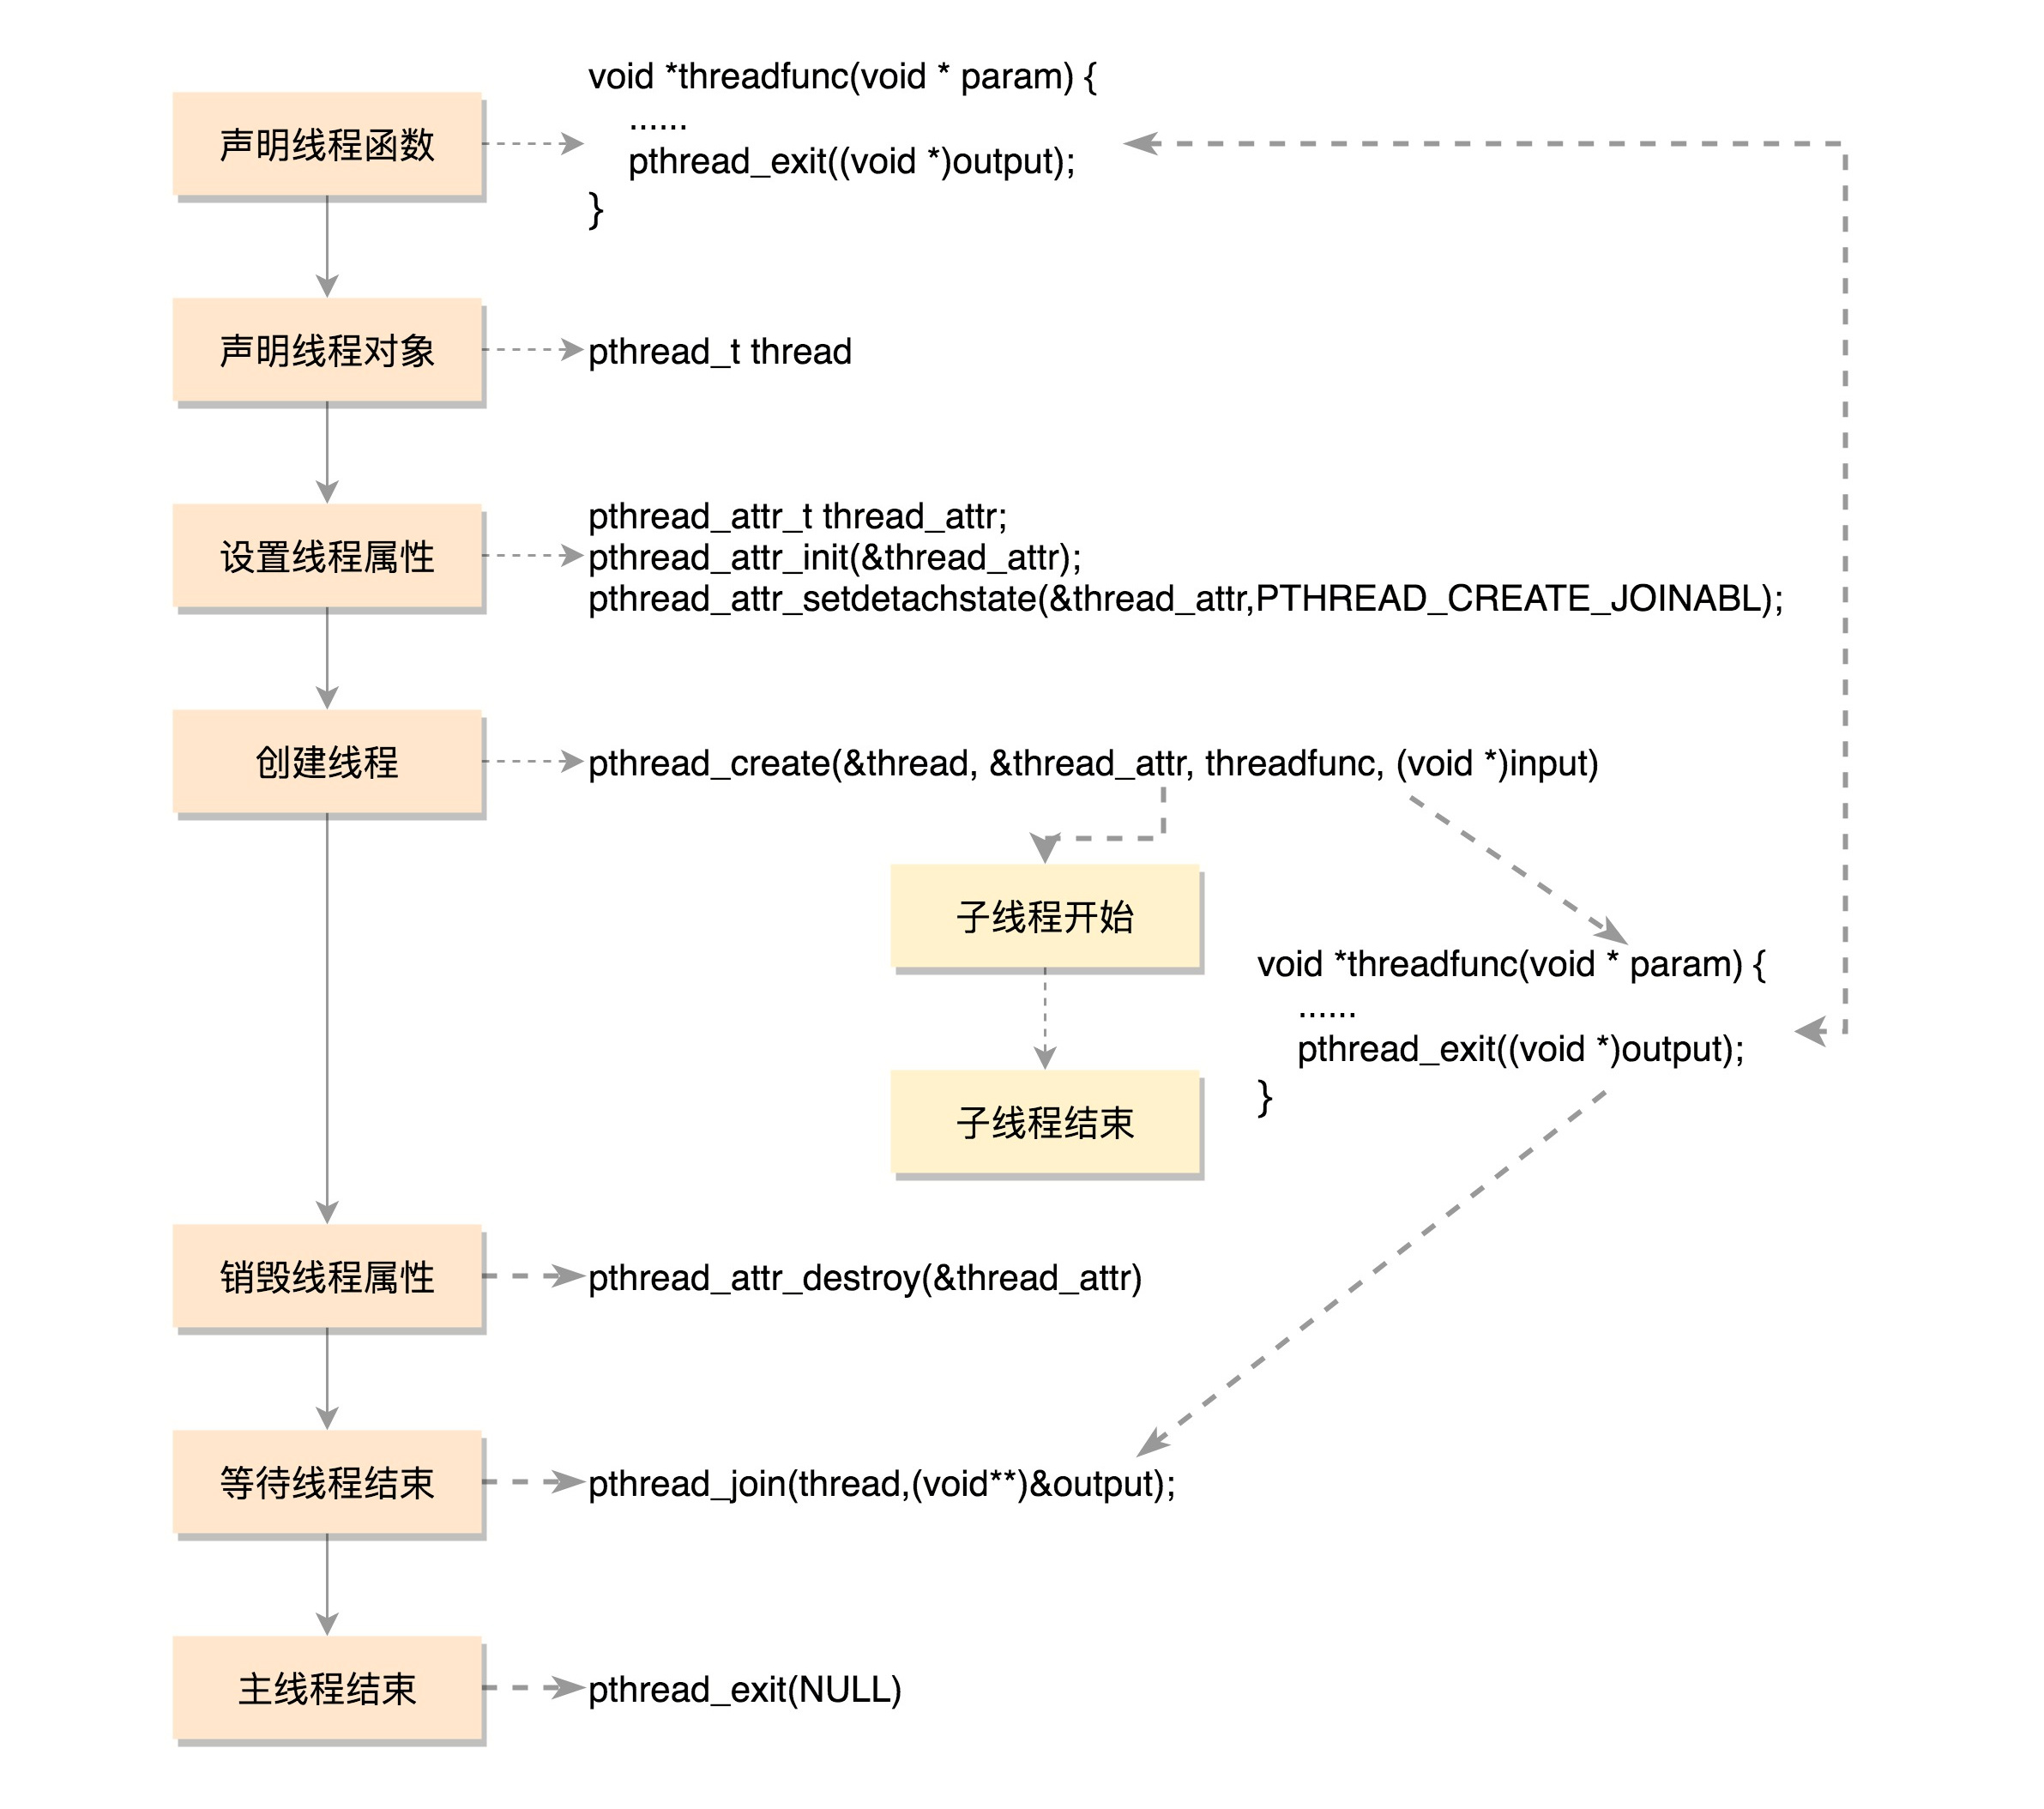 void *threadfunc(void * param) {
......
声明线程函数
pthread_exit((void *)output);
}
声明线程对象
pthread_t thread
设置线程属性
pthread_attr_t thread_attr;
pthread_attr_init(&thread_attr);
pthread_attr_setdetachstate(&thread_attr,PTHREAD_CREATE_JOINABL);
创建线程
pthread_create(&thread, &thread_attr, threadfunc, (void *)input)
子线程开始
void *threadfunc(void * param) {
......
pthread_exit((void *)output);
}
子线程结束
销毁线程属性
pthread_attr_destroy(&thread_attr)
等待线程结束
pthread_join(thread,(void**)&output);
主线程结束
pthread_exit(NULL)